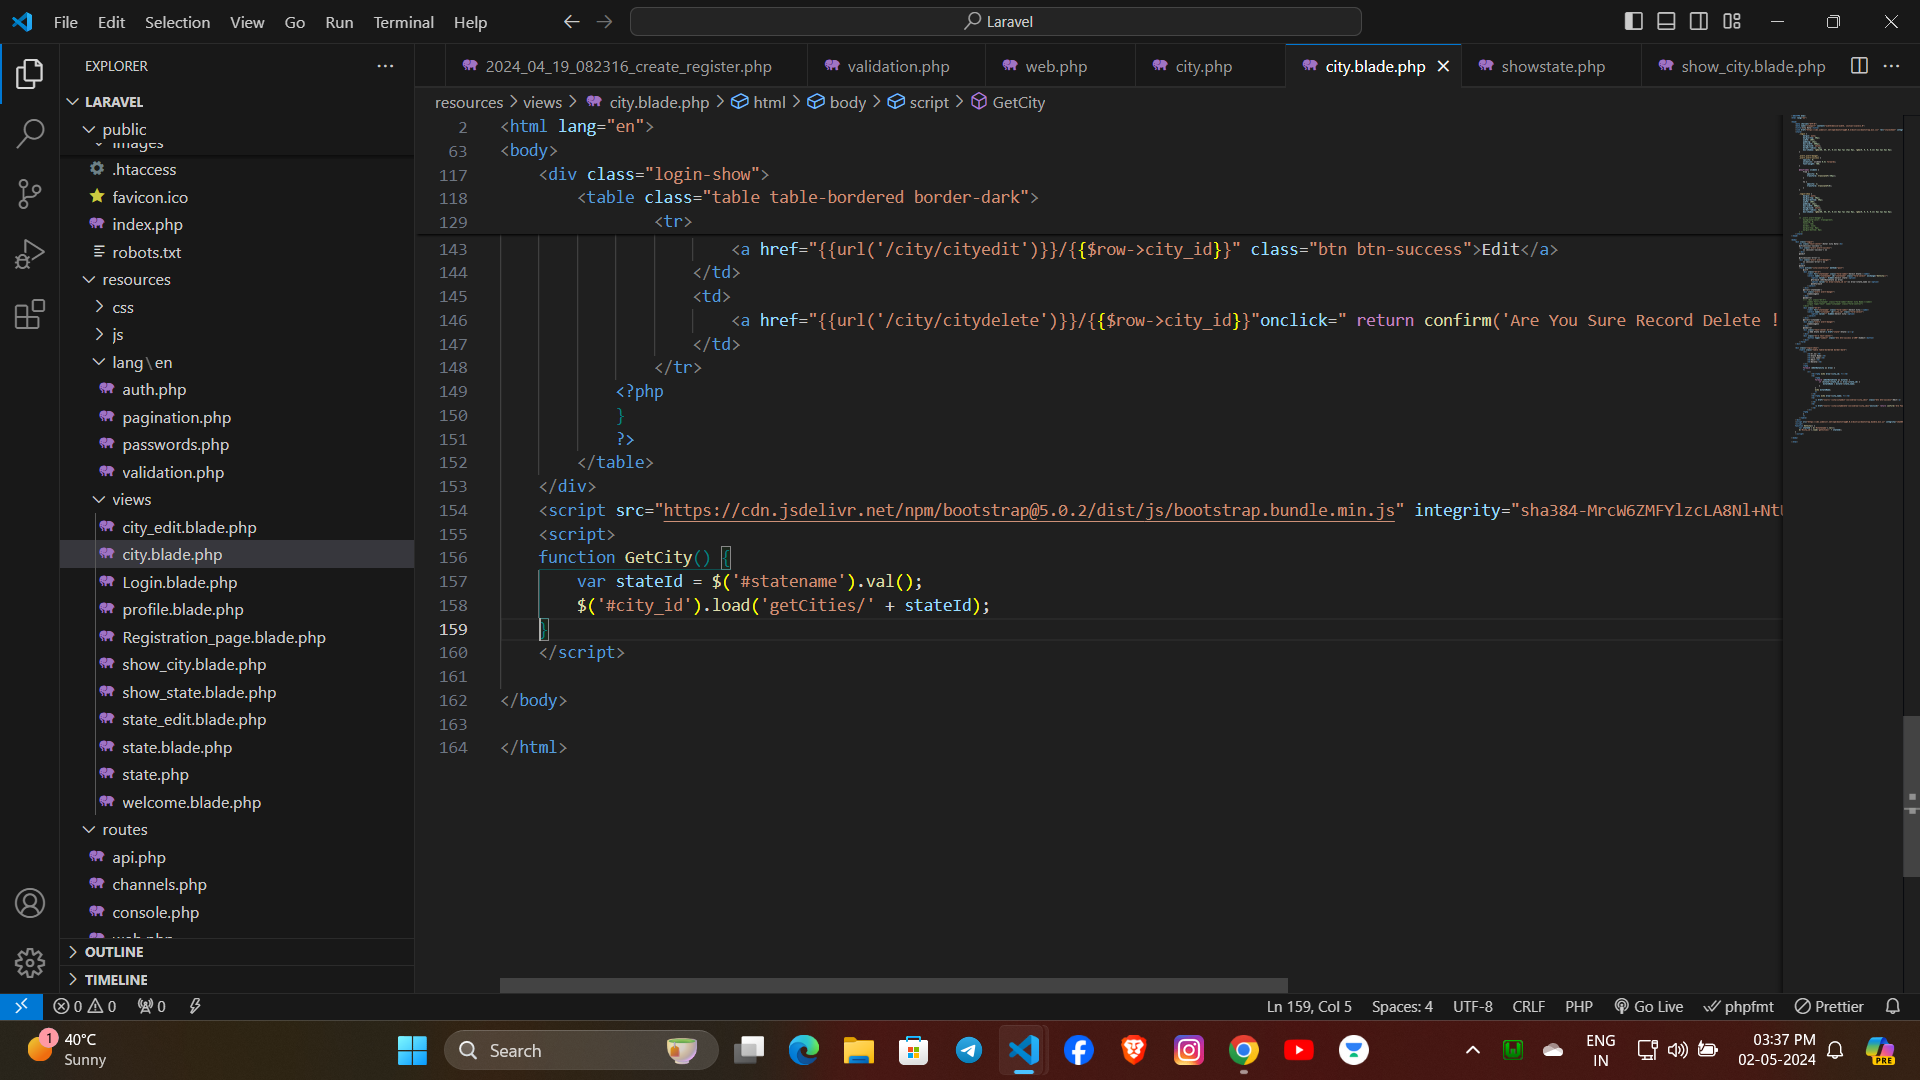 File Edit Selection View Go Run Terminal Help
Laravel
EXPLORER
LARAVEL
public
images
.htaccess
favicon.ico
index.php
robots.txt
resources
css
js
lang\en
auth.php
pagination.php
passwords.php
validation.php
views
city_edit.blade.php
city.blade.php
Login.blade.php
profile.blade.php
Registration_page.blade.php
show_city.blade.php
show_state.blade.php
state_edit.blade.php
state.blade.php
state.php
welcome.blade.php
routes
api.php
channels.php
console.php
web.php
OUTLINE
TIMELINE
2024_04_19_082316_create_register.php validation.php web.php city.php city.blade.php showstate.php show_city.blade.php
resources > views > city.blade.php > html > body > script > GetCity
2 <html lang="en">
63 <body>
117 <div class="login-show">
118 <table class="table table-bordered border-dark">
129 <tr>
143 <a href="{{url('/city/cityedit')}}/{{$row->city_id}}" class="btn btn-success">Edit</a>
144 </td>
145 <td>
146 <a href="{{url('/city/citydelete')}}/{{$row->city_id}}"onclick=" return confirm('Are You Sure Record Delete !
147 </td>
148 </tr>
149 <?php
150 }
151 ?>
152 </table>
153 </div>
154 <script src="https://cdn.jsdelivr.net/npm/bootstrap@5.0.2/dist/js/bootstrap.bundle.min.js" integrity="sha384-MrcW6ZMFYlzcLA8Nl+NtU
155 <script>
156 function GetCity() {
157 var stateId = $('#statename').val();
158 $('#city_id').load('getCities/' + stateId);
159 }
160 </script>
161
162 </body>
163
164 </html>
0 0 0 Ln 159, Col 5 Spaces: 4 UTF-8 CRLF PHP Go Live phpfmt Prettier
1
40°C
Sunny
Search
PRE
ENG
IN
03:37 PM
02-05-2024